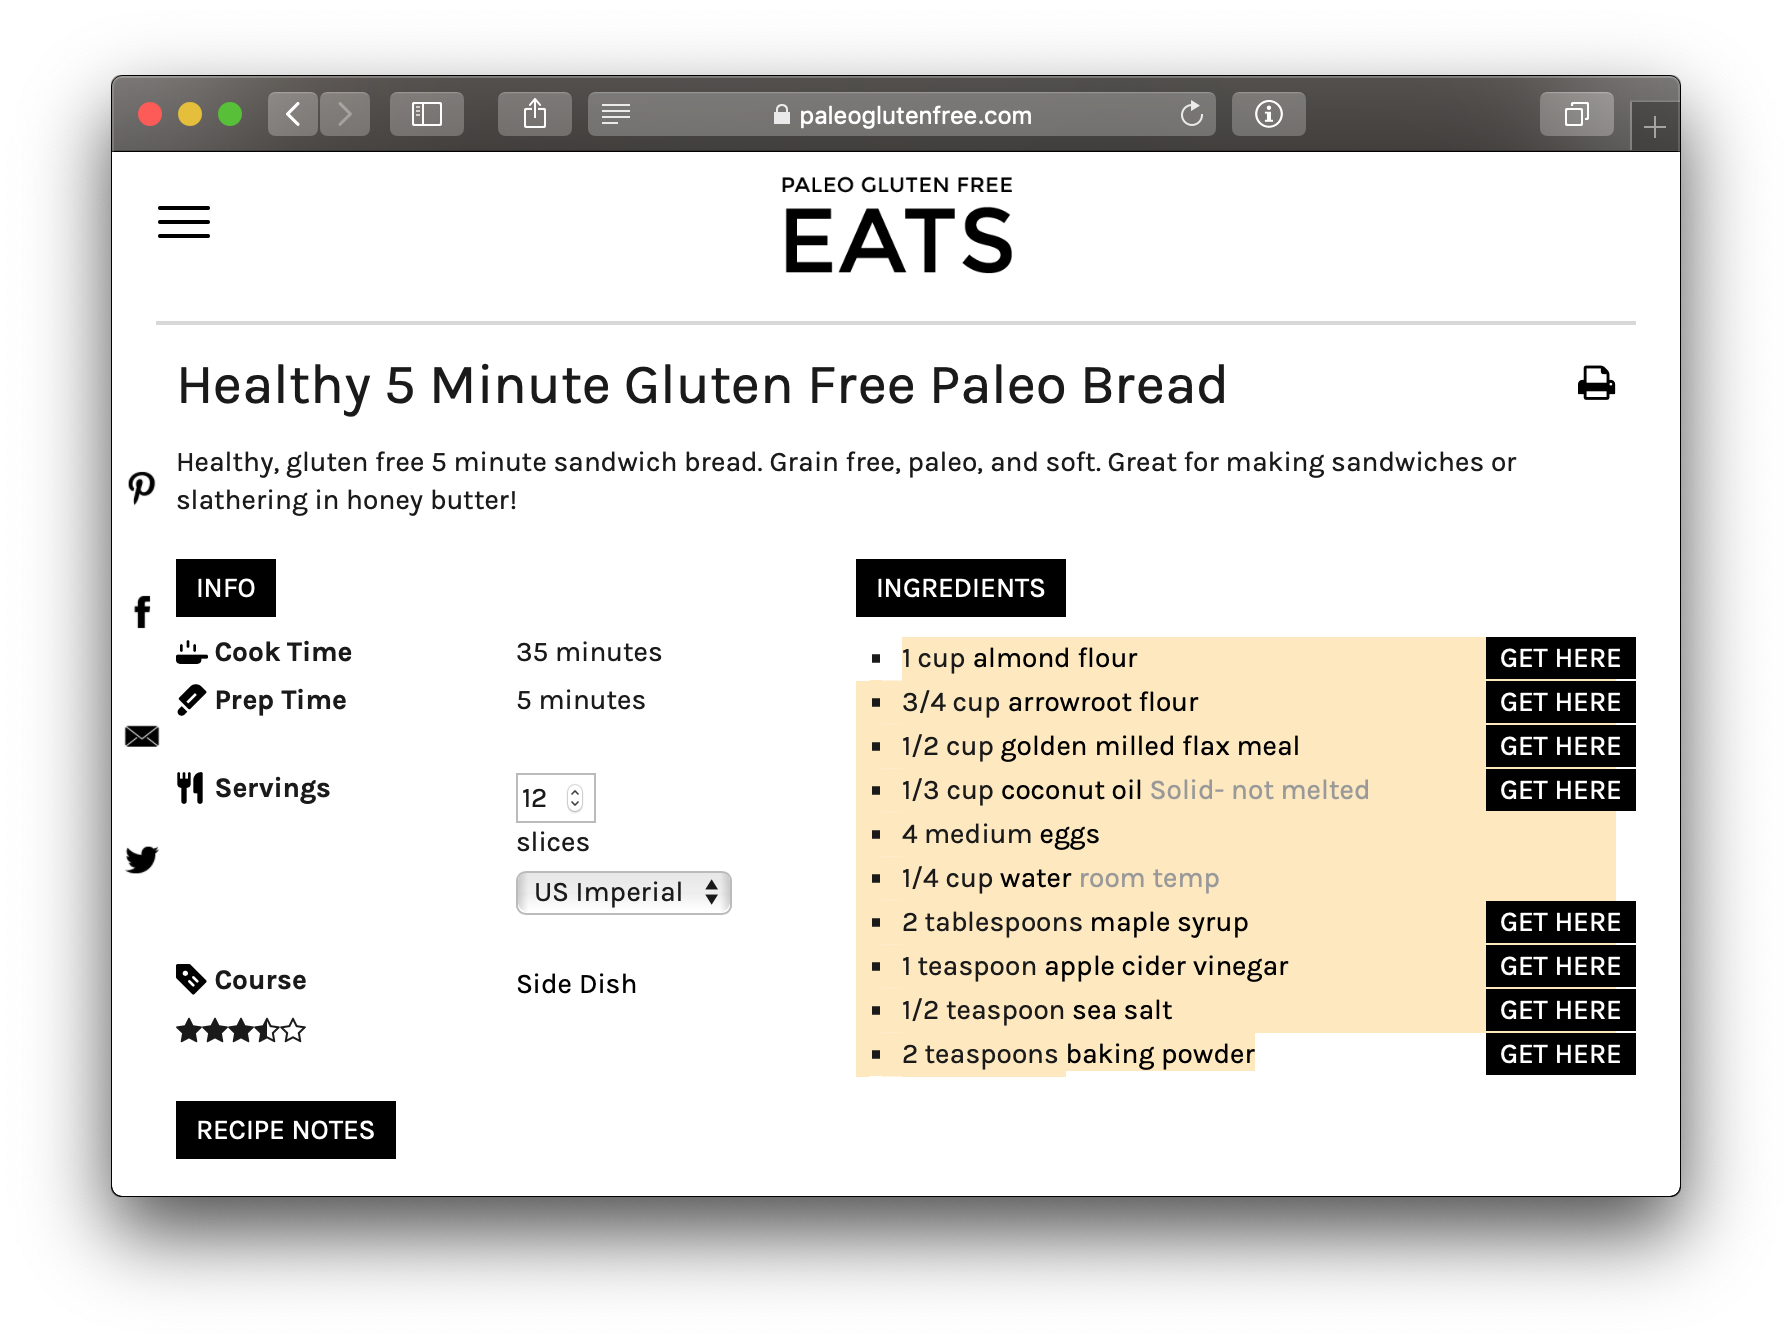 paleoglutenfree.com
PALEO GLUTEN FREE
EATS
Healthy 5 Minute Gluten Free Paleo Bread
Healthy, gluten free 5 minute sandwich bread. Grain free, paleo, and soft. Great for making sandwiches or
slathering in honey butter!
INFO
Cook Time 35 minutes
Prep Time 5 minutes
Servings 12
slices
US Imperial
Course Side Dish
INGREDIENTS
1 cup almond flour GET HERE
3/4 cup arrowroot flour GET HERE
1/2 cup golden milled flax meal GET HERE
1/3 cup coconut oil Solid- not melted GET HERE
4 medium eggs
1/4 cup water room temp
2 tablespoons maple syrup GET HERE
1 teaspoon apple cider vinegar GET HERE
1/2 teaspoon sea salt GET HERE
2 teaspoons baking powder GET HERE
RECIPE NOTES